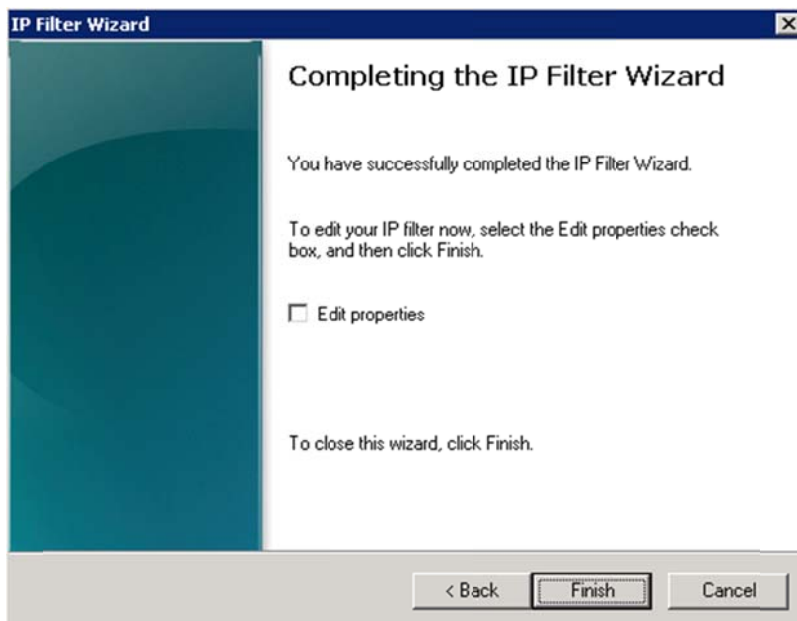 IP Filter Wizard
Completing the IP Filter Wizard
You have successfully completed the IP Filter Wizard.
To edit your IP filter now, select the Edit properties check
box, and then click Finish.
Edit properties
To close this wizard, click Finish.
< Back
Finish
Cancel